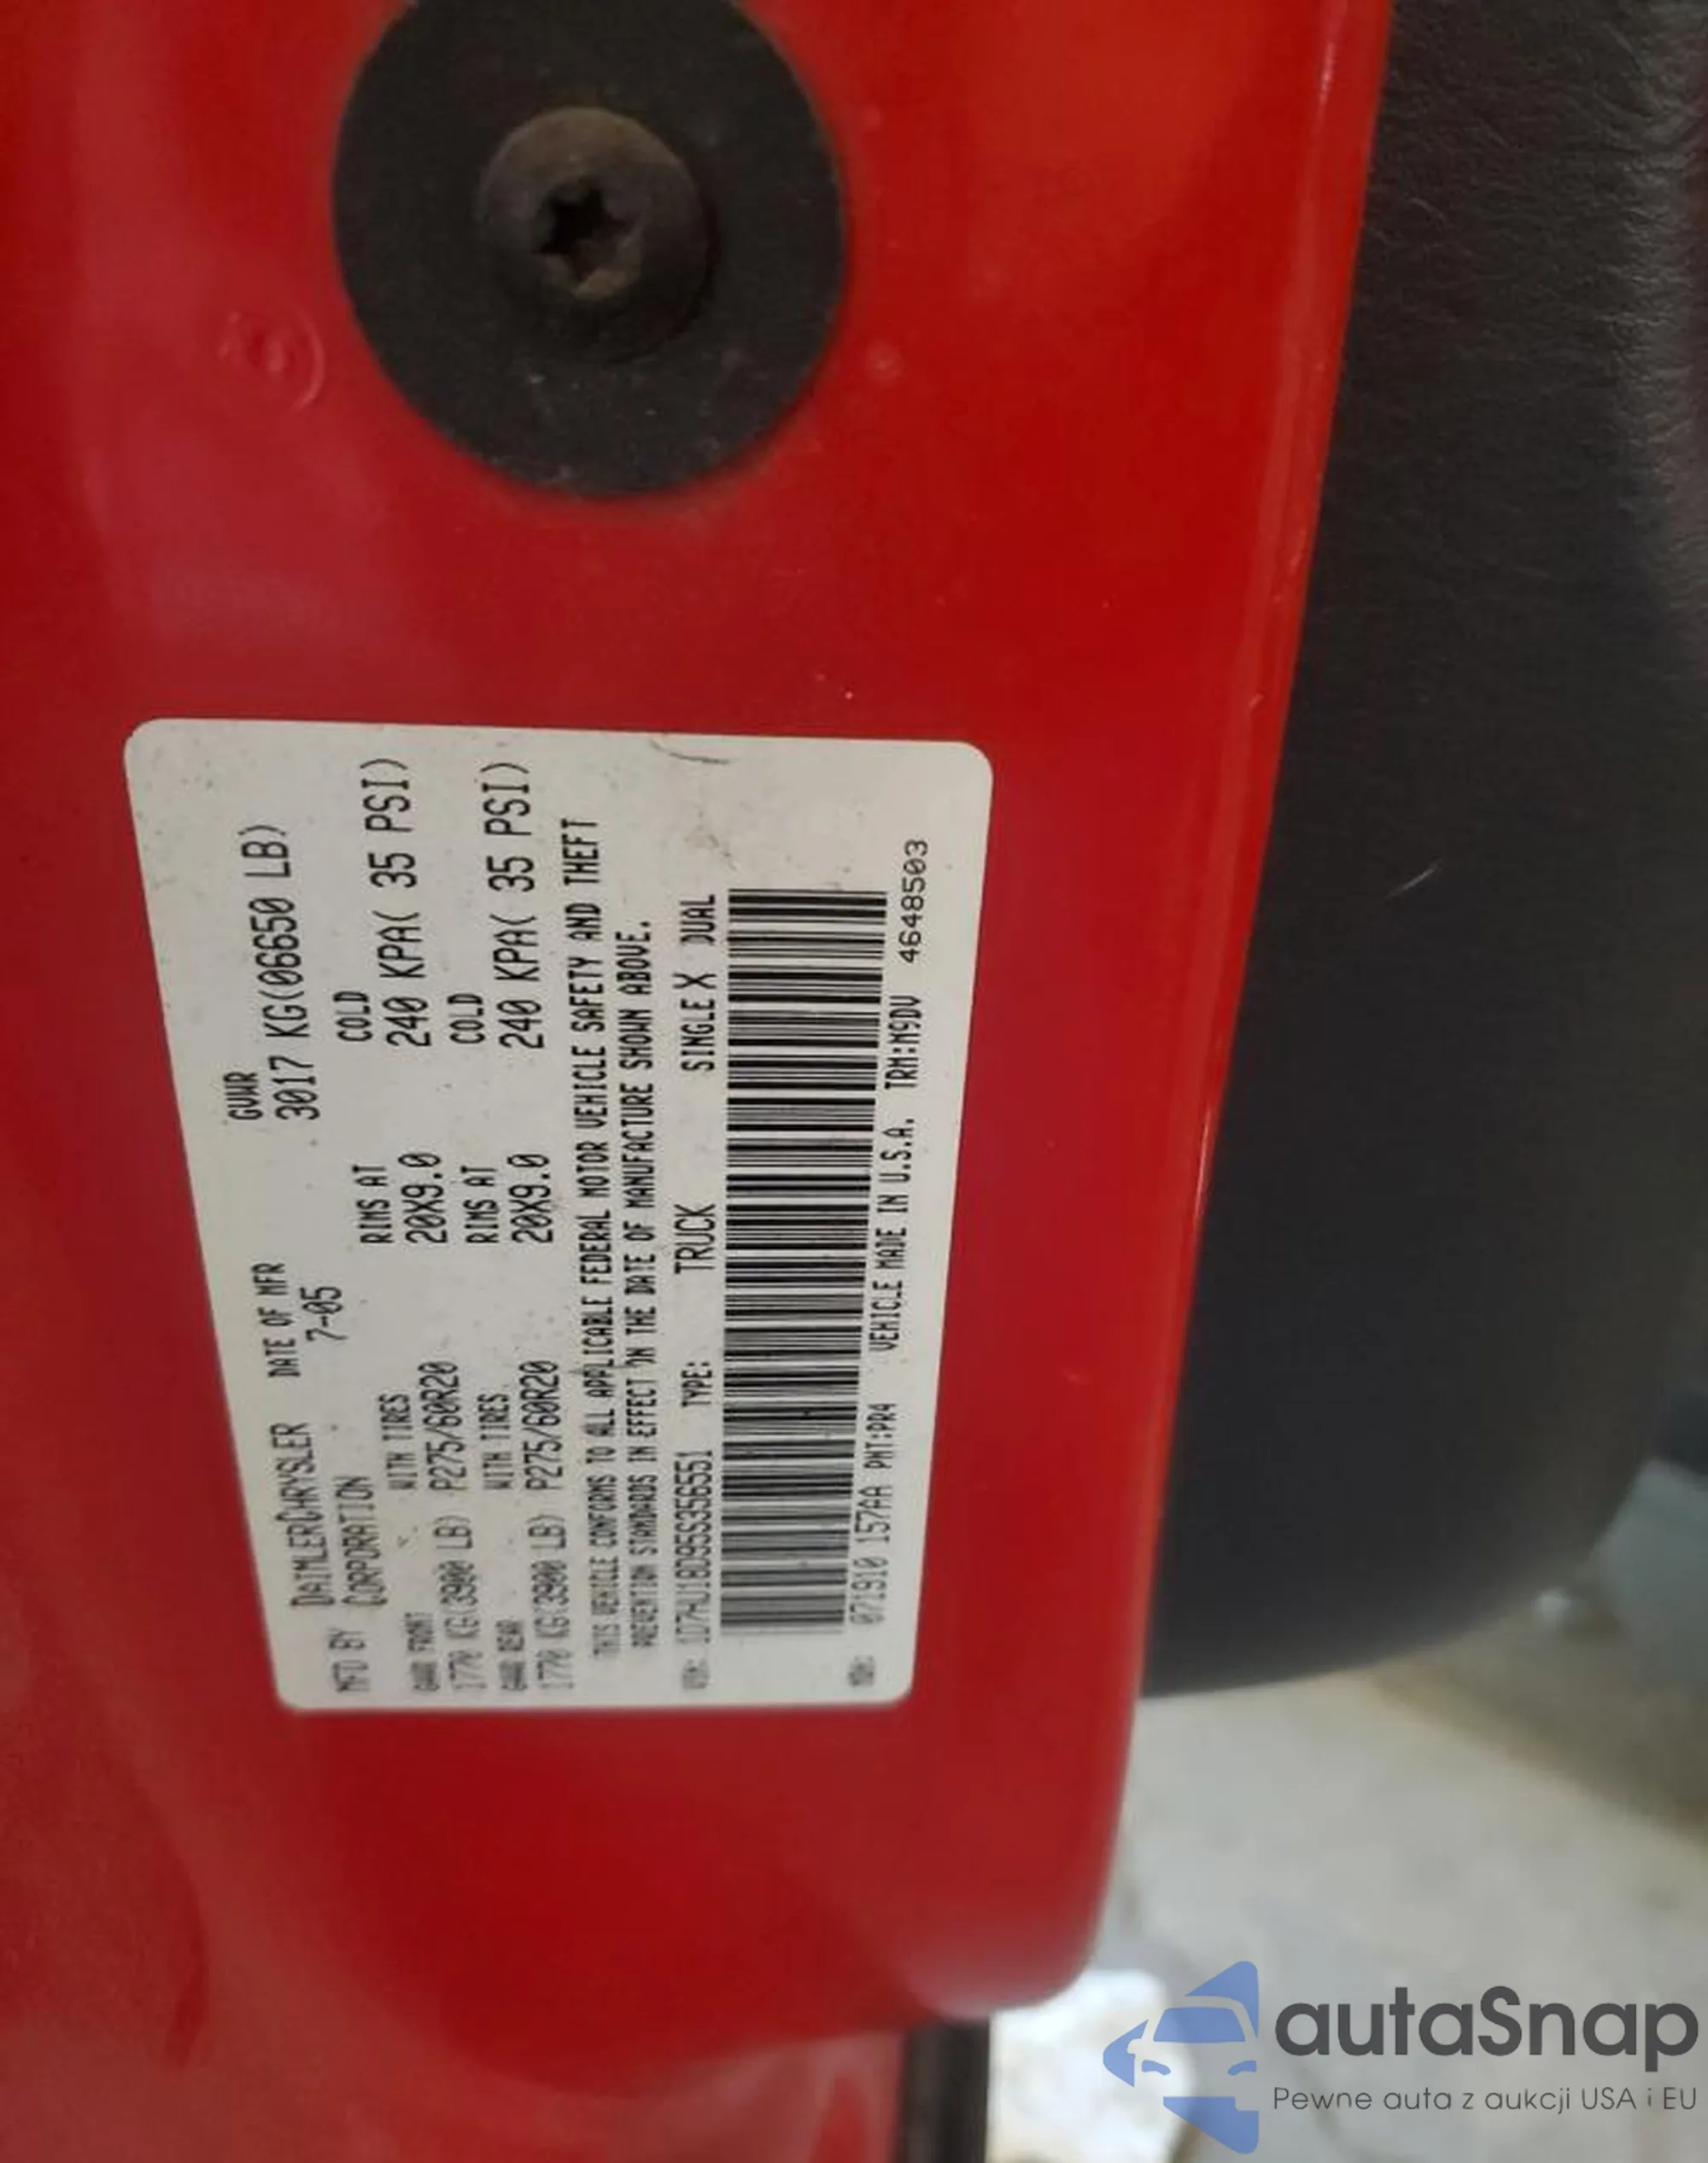 MFD BY DAIMLERCHRYSLER CORPORATION DATE OF MFR 7-05 GVWR 3017 KG(06650 LB)
GAWR FRONT WITH TIRES RIMS AT COLD
1770 KG(3900 LB) P275/60R20 20X9.0 240 KPA( 35 PSI)
GAWR REAR WITH TIRES RIMS AT COLD
1770 KG(3900 LB) P275/60R20 20X9.0 240 KPA( 35 PSI)
THIS VEHICLE CONFORMS TO ALL APPLICABLE FEDERAL MOTOR VEHICLE SAFETY AND THEFT
PREVENTION STANDARDS IN EFFECT ON THE DATE OF MANUFACTURE SHOWN ABOVE.
VIN: 1D7HU18D95S356551 TYPE: TRUCK SINGLE X DUAL
MDH: 071910 157AA PNT:PR4 VEHICLE MADE IN U.S.A. TRM:M9DV 4648503
autaSnap
Pewne auta z aukcji USA i EU